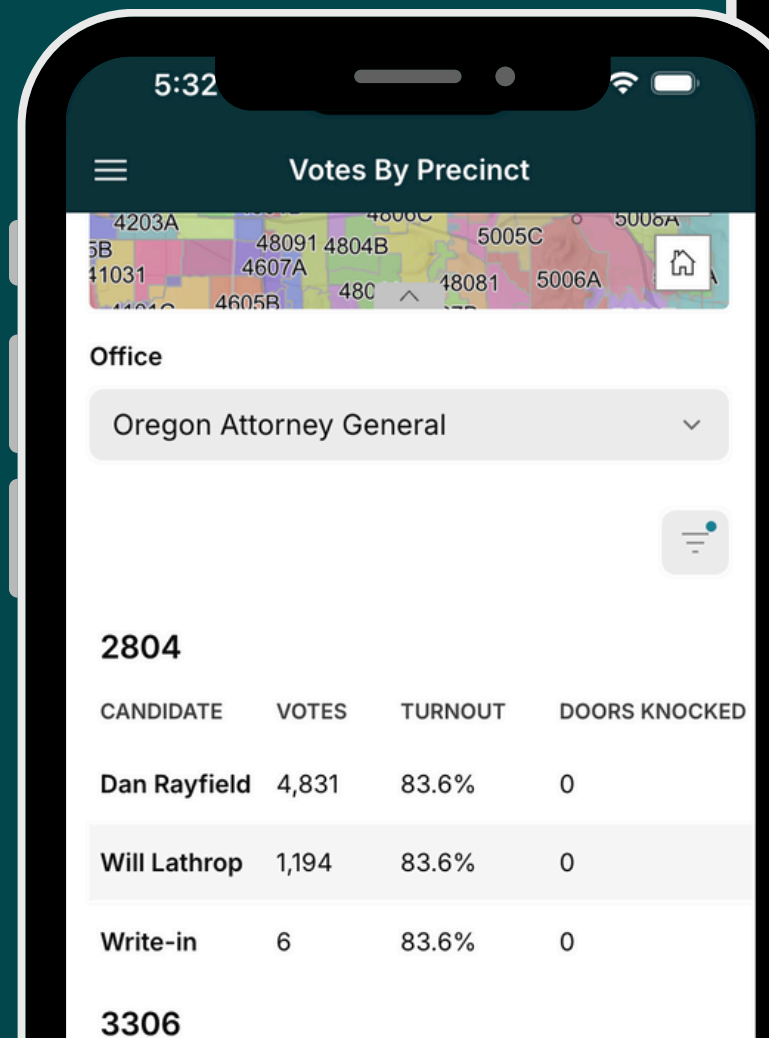 5:32
Votes By Precinct
4203A 4806C 5008A
5B 48091 4804B 5005C
41031 4607A 48081 5006A
4605B 480
Office
Oregon Attorney General
2804
CANDIDATE VOTES TURNOUT DOORS KNOCKED
Dan Rayfield 4,831 83.6% 0
Will Lathrop 1,194 83.6% 0
Write-in 6 83.6% 0
3306